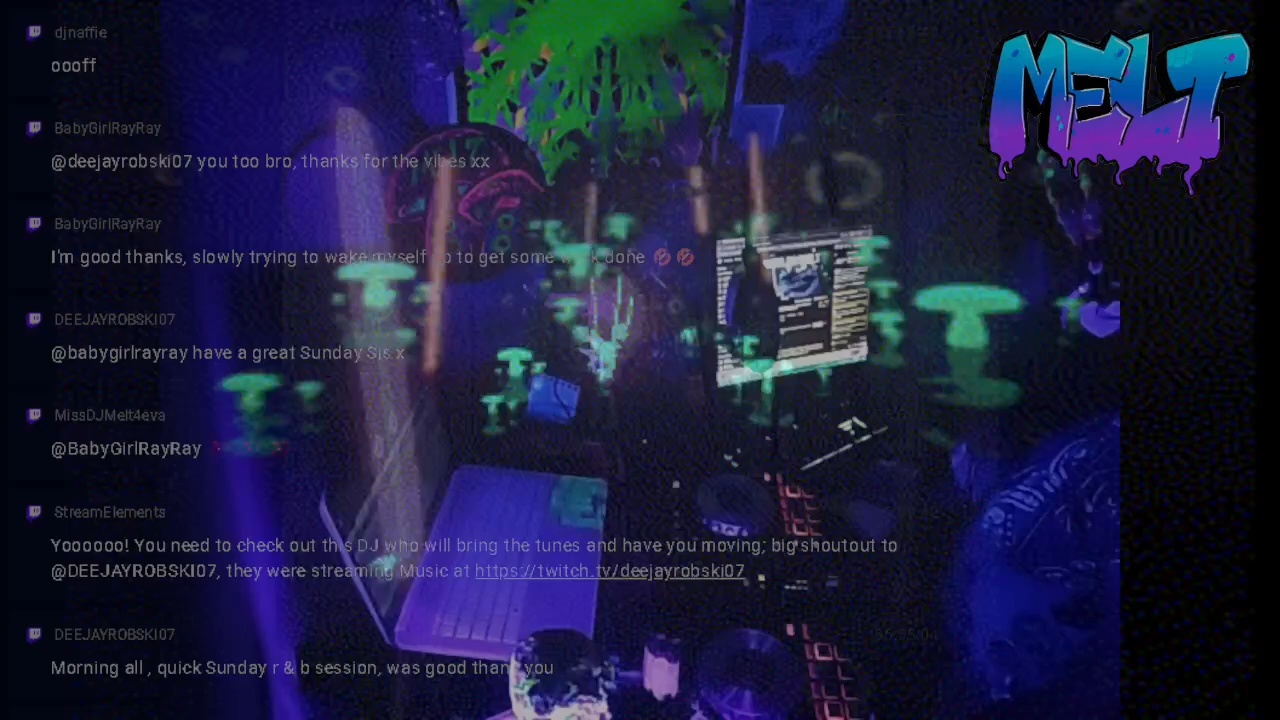 djnaffie
oooff
MELT
BabyGirlRayRay
@deejayrobski07 you too bro, thanks for the vibes xx
BabyGirlRayRay
I'm good thanks, slowly trying to wake myself up to get some work done
DEEJAYROBSKI07
@babygirlrayray have a great Sunday Sis x
MissDJMelt4eva
@BabyGirlRayRay
StreamElements
Yoooooo! You need to check out this DJ who will bring the tunes and have you moving; big shoutout to
@DEEJAYROBSKI07, they were streaming Music at https://twitch.tv/deejayrobski07
DEEJAYROBSKI07
Morning all , quick Sunday r & b session, was good thank you